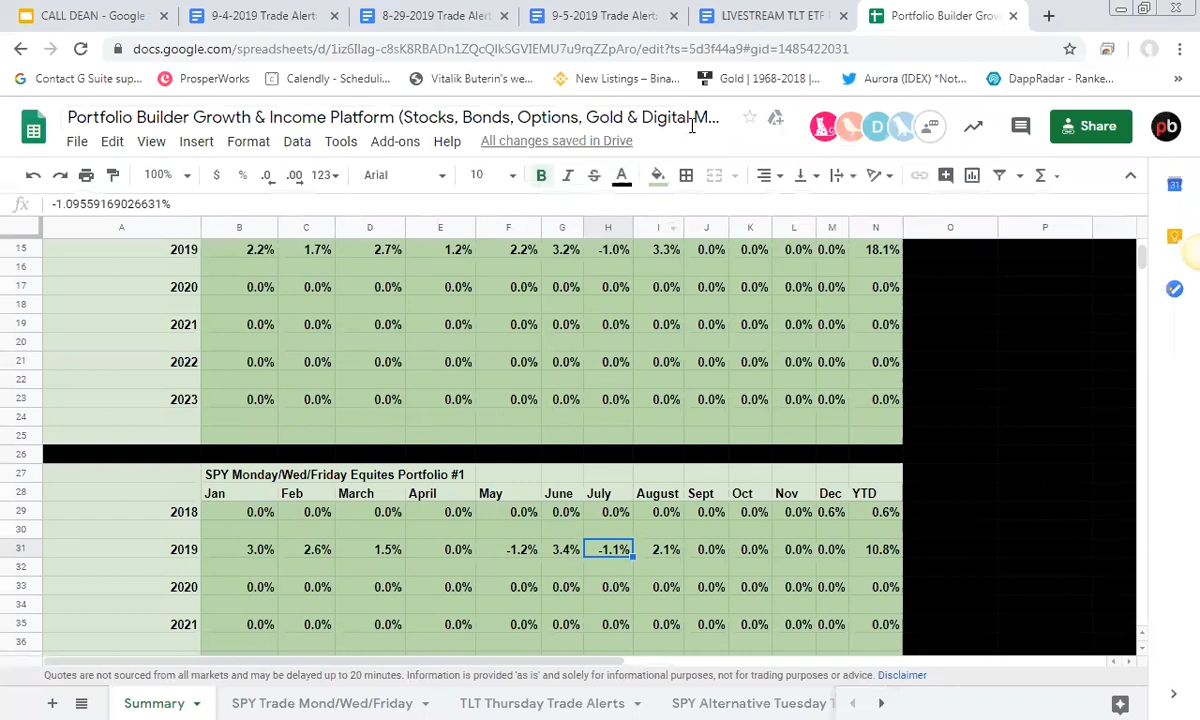 CALL DEAN - Google
9-4-2019 Trade Alert:
8-29-2019 Trade Aler
9-5-2019 Trade Alert:
LIVESTREAM TLT ETF
Portfolio Builder Grow
docs.google.com/spreadsheets/d/1iz6Ilag-c8sK8RBADn1ZQcQlkSGVIEMU7u9rqZZpAro/edit?ts=5d3f44a9#gid=1485422031
Contact G Suite sup... ProsperWorks Calendly - Scheduli... Vitalik Buterin's we... New Listings – Bina... Gold | 1968-2018 |... Aurora (IDEX) *Not... DappRadar - Ranke...
Portfolio Builder Growth & Income Platform (Stocks, Bonds, Options, Gold & Digital M...
D
Share
pb
File Edit View Insert Format Data Tools Add-ons Help All changes saved in Drive
100% $ % .0 .00 123 Arial 10 B I S A
31
fx -1.09559169026631%
A B C D E F G H I J K L M N O P
15 2019 2.2% 1.7% 2.7% 1.2% 2.2% 3.2% -1.0% 3.3% 0.0% 0.0% 0.0% 0.0% 18.1%
16
17 2020 0.0% 0.0% 0.0% 0.0% 0.0% 0.0% 0.0% 0.0% 0.0% 0.0% 0.0% 0.0% 0.0%
18
19 2021 0.0% 0.0% 0.0% 0.0% 0.0% 0.0% 0.0% 0.0% 0.0% 0.0% 0.0% 0.0% 0.0%
20
21 2022 0.0% 0.0% 0.0% 0.0% 0.0% 0.0% 0.0% 0.0% 0.0% 0.0% 0.0% 0.0% 0.0%
22
23 2023 0.0% 0.0% 0.0% 0.0% 0.0% 0.0% 0.0% 0.0% 0.0% 0.0% 0.0% 0.0% 0.0%
24
25
26
27 SPY Monday/Wed/Friday Equites Portfolio #1
28 Jan Feb March April May June July August Sept Oct Nov Dec YTD
29 2018 0.0% 0.0% 0.0% 0.0% 0.0% 0.0% 0.0% 0.0% 0.0% 0.0% 0.0% 0.6% 0.6%
30
31 2019 3.0% 2.6% 1.5% 0.0% -1.2% 3.4% -1.1% 2.1% 0.0% 0.0% 0.0% 0.0% 10.8%
32
33 2020 0.0% 0.0% 0.0% 0.0% 0.0% 0.0% 0.0% 0.0% 0.0% 0.0% 0.0% 0.0% 0.0%
34
35 2021 0.0% 0.0% 0.0% 0.0% 0.0% 0.0% 0.0% 0.0% 0.0% 0.0% 0.0% 0.0% 0.0%
36
Quotes are not sourced from all markets and may be delayed up to 20 minutes. Information is provided 'as is' and solely for informational purposes, not for trading purposes or advice. Disclaimer
Summary SPY Trade Mond/Wed/Friday TLT Thursday Trade Alerts SPY Alternative Tuesday T